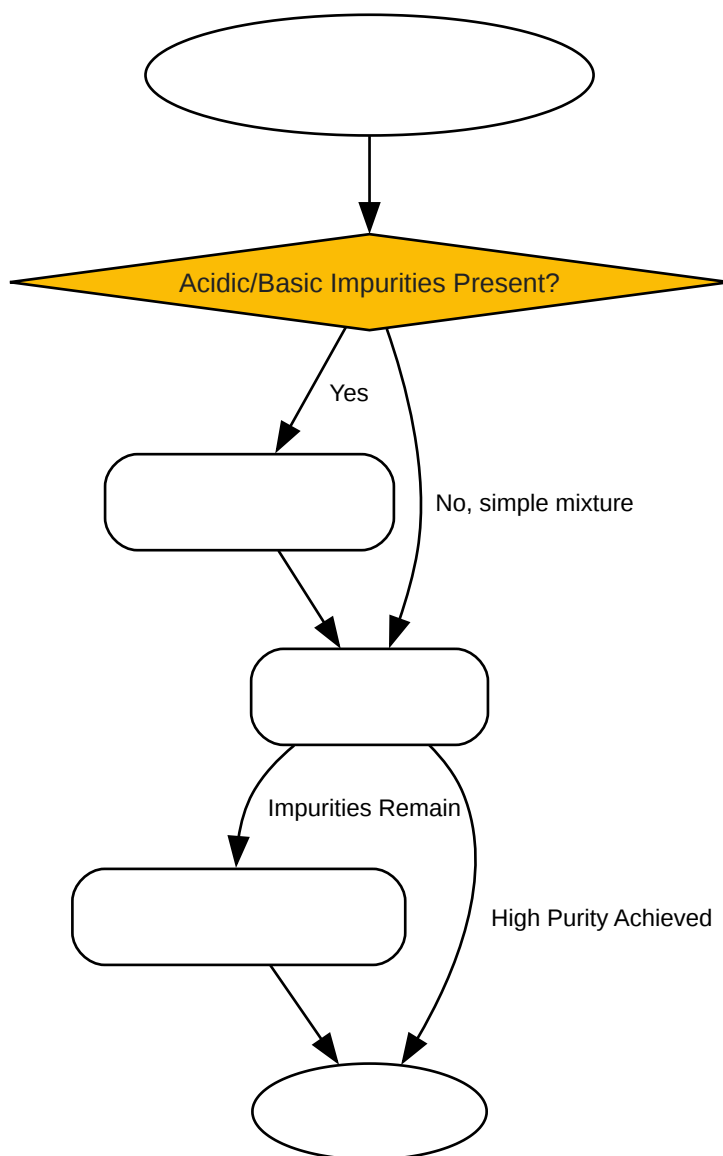 Acidic/Basic Impurities Present?
Yes
No, simple mixture
Impurities Remain
High Purity Achieved